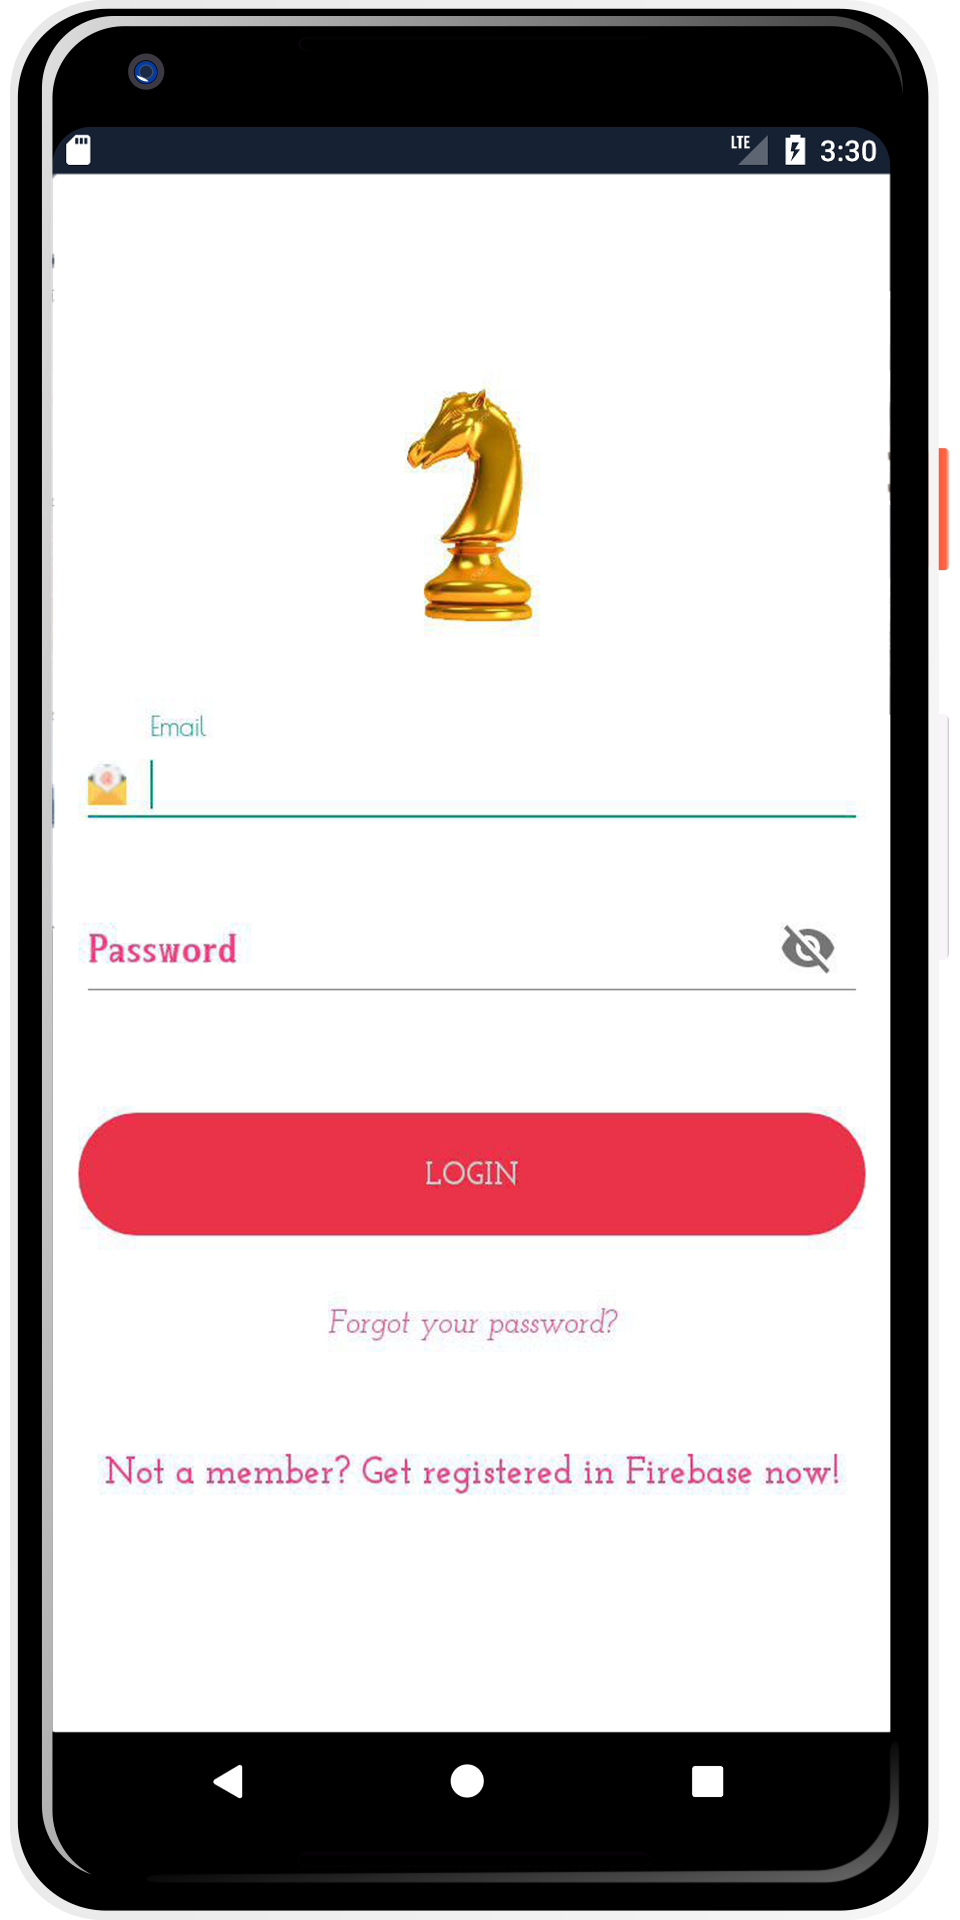 LTE 3:30
Email
Password
LOGIN
Forgot your password?
Not a member? Get registered in Firebase now!